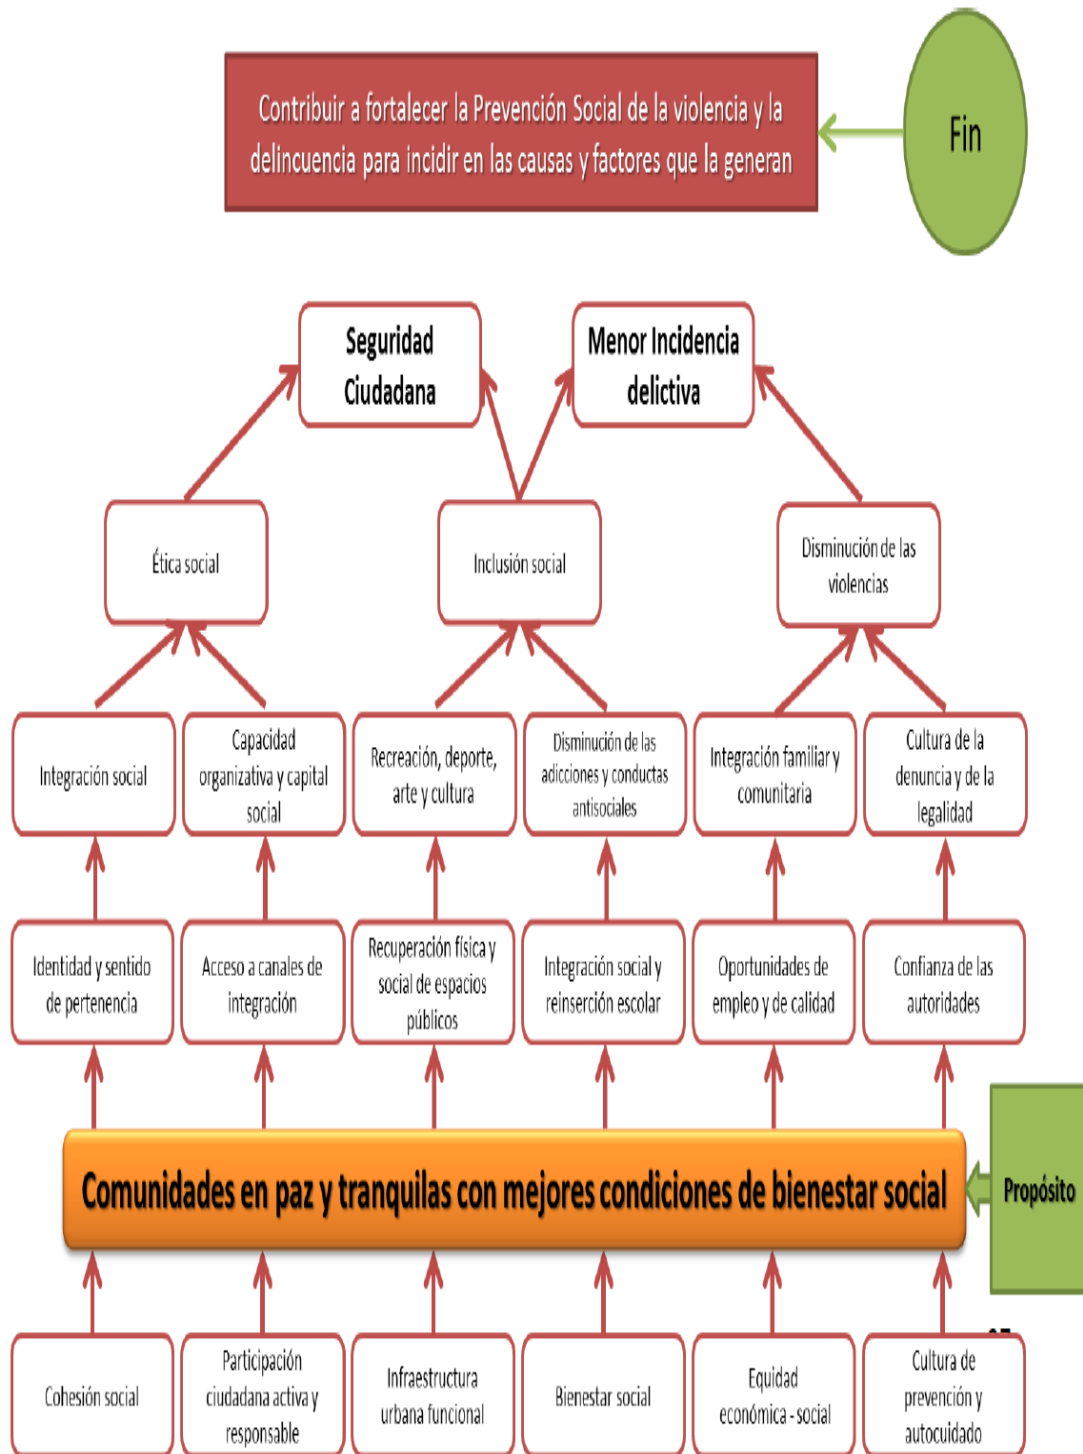 Contribuir a fortalecer la Prevención Social de la violencia y la
delincuencia para incidir en las causas y factores que la generan
Fin
Seguridad
Ciudadana
Menor Incidencia
delictiva
Ética social
Inclusión social
Disminución de las
violencias
Integración social
Capacidad
organizativa y capital
social
Recreación, deporte,
arte y cultura
Disminución de las
adicciones y conductas
antisociales
Integración familiar y
comunitaria
Cultura de la
denuncia y de la
legalidad
Identidad y sentido
de pertenencia
Acceso a canales de
integración
Recuperación física y
social de espacios
públicos
Integración social y
reinserción escolar
Oportunidades de
empleo y de calidad
Confianza de las
autoridades
Comunidades en paz y tranquilas con mejores condiciones de bienestar social
Propósito
Cohesión social
Participación
ciudadana activa y
responsable
Infraestructura
urbana funcional
Bienestar social
Equidad
económica - social
Cultura de
prevención y
autocuidado